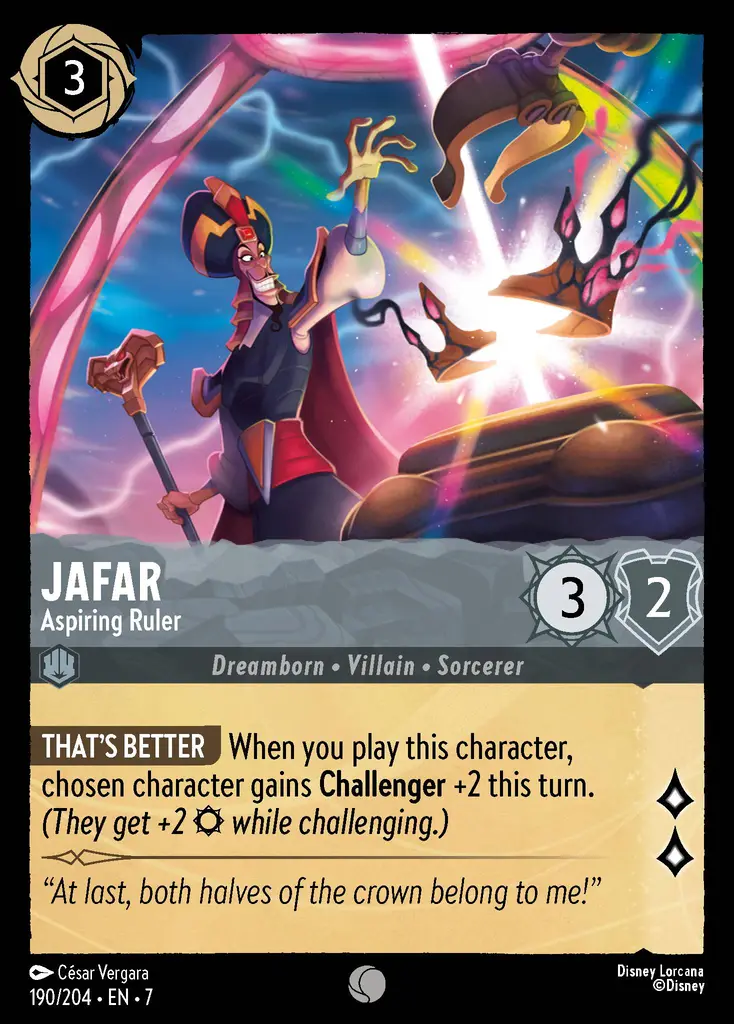 3
JAFAR
Aspiring Ruler
3
2
Dreamborn • Villain • Sorcerer
THAT'S BETTER When you play this character,
chosen character gains Challenger +2 this turn.
(They get +2 while challenging.)
“At last, both halves of the crown belong to me!”
César Vergara
190/204 • EN • 7
Disney Lorcana
©Disney